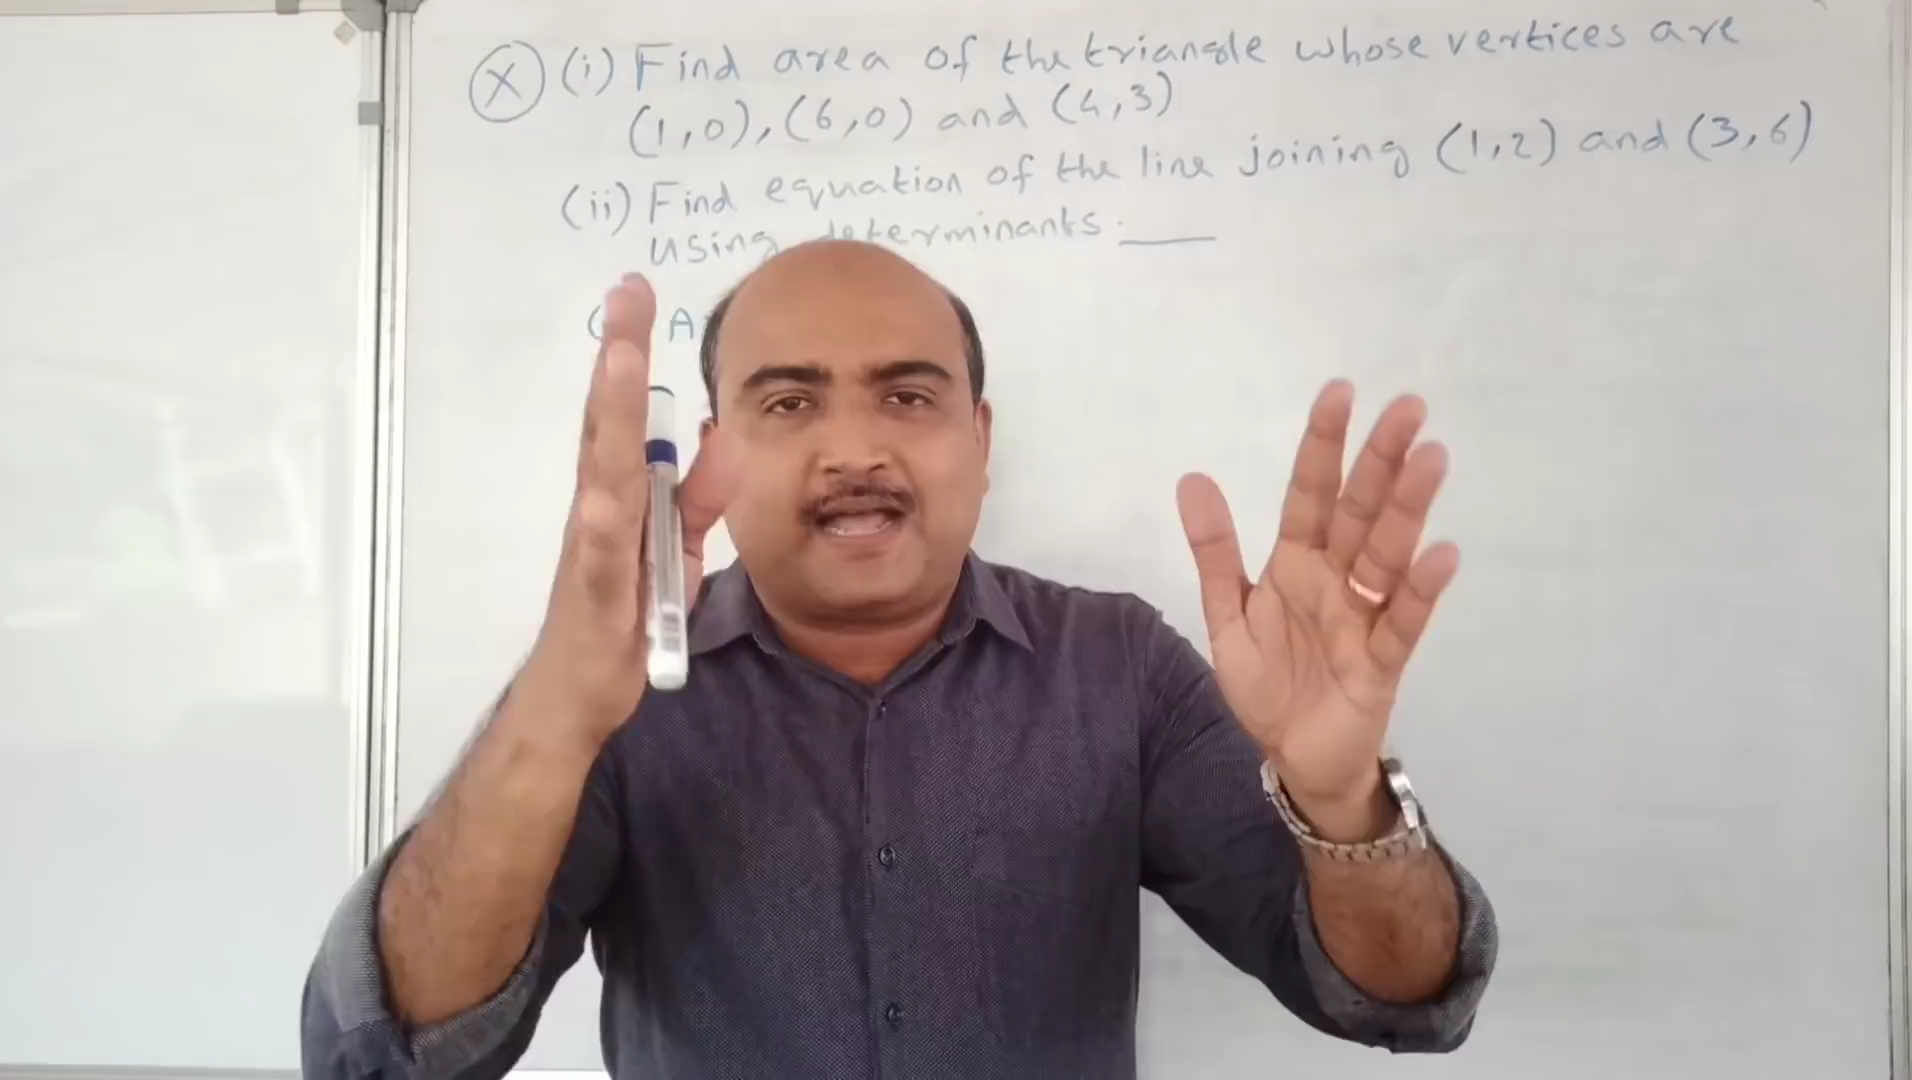 (X) (i) Find area of the triangle whose vertices are
(1,0), (6,0) and (4,3)
(ii) Find equation of the line joining (1,2) and (3,6)
using determinants.
A